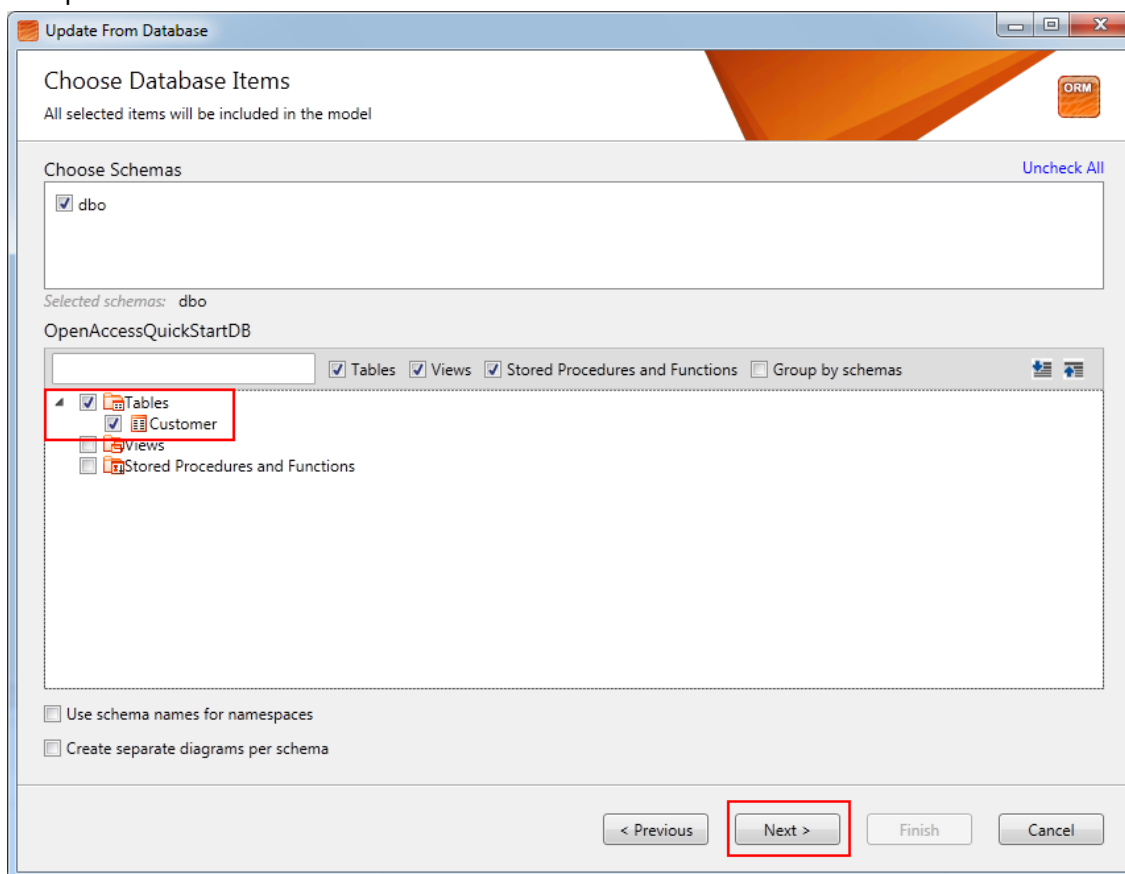 Update From Database
Choose Database Items
All selected items will be included in the model
ORM
Choose Schemas
Uncheck All
dbo
Selected schemas: dbo
OpenAccessQuickStartDB
Tables Views Stored Procedures and Functions Group by schemas
Tables
Customer
Views
Stored Procedures and Functions
Use schema names for namespaces
Create separate diagrams per schema
< Previous Next > Finish Cancel